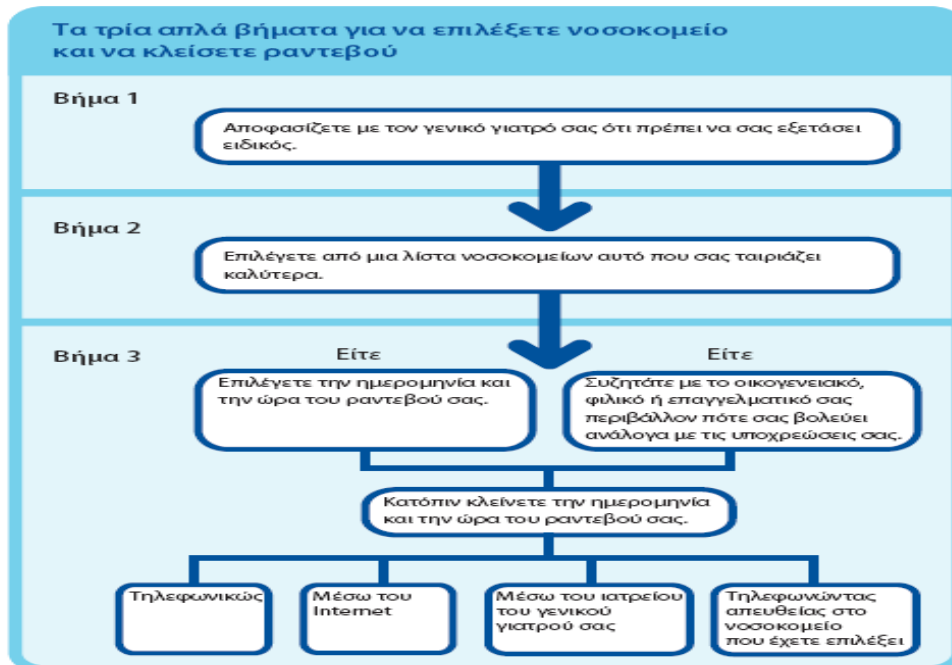 Τα τρία απλά βήματα για να επιλέξετε νοσοκομείο
και να κλείσετε ραντεβού
Βήμα 1
Αποφασίζετε με τον γενικό γιατρό σας ότι πρέπει να σας εξετάσει
ειδικός.
Βήμα 2
Επιλέγετε από μια λίστα νοσοκομείων αυτό που σας ταιριάζει
καλύτερα.
Βήμα 3
Είτε
Επιλέγετε την ημερομηνία και
την ώρα του ραντεβού σας.
Είτε
Συζητάτε με το οικογενειακό,
φιλικό ή επαγγελματικό σας
περιβάλλον πότε σας βολεύει
ανάλογα με τις υποχρεώσεις σας.
Κατόπιν κλείνετε την ημερομηνία
και την ώρα του ραντεβού σας.
Τηλεφωνικώς
Μέσω του
Internet
Μέσω του ιατρείου
του γενικού
γιατρού σας
Τηλεφωνώντας
απευθείας στο
νοσοκομείο
που έχετε επιλέξει